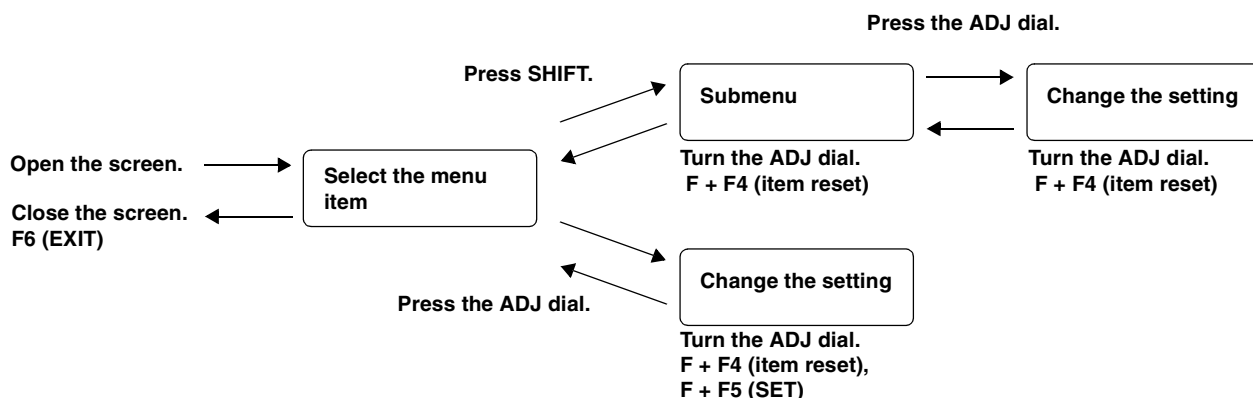 Press the ADJ dial.
Press SHIFT.
Submenu
Change the setting
Open the screen.
Select the menu
item
Turn the ADJ dial.
F + F4 (item reset)
Turn the ADJ dial.
F + F4 (item reset)
Close the screen.
F6 (EXIT)
Change the setting
Press the ADJ dial.
Turn the ADJ dial.
F + F4 (item reset),
F + F5 (SET)